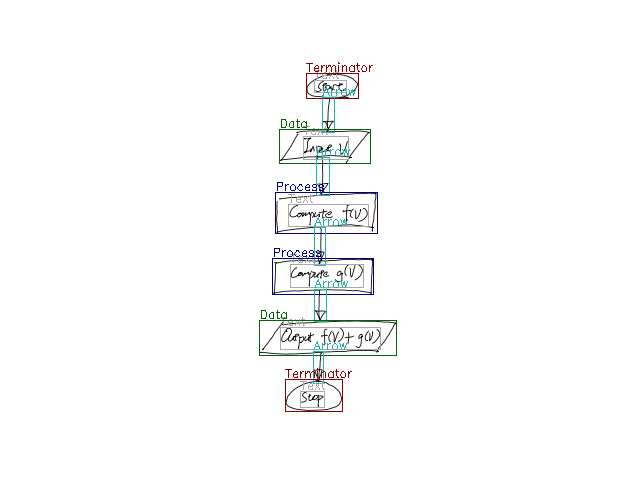 Terminator
Text
Start
Arrow
Data
Text
Input V
Arrow
Process
Text
Compute f(V)
Arrow
Process
Text
Compute g(V)
Arrow
Data
Text
Output f(V)+g(V)
Arrow
Terminator
Text
Stop